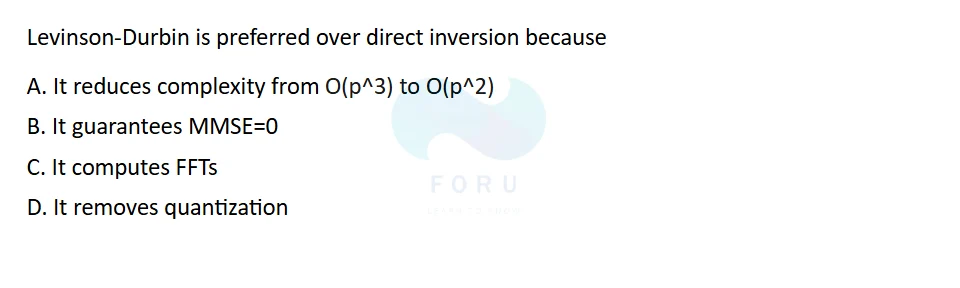 Levinson-Durbin is preferred over direct inversion because
A. It reduces complexity from O(p^3) to O(p^2)
B. It guarantees MMSE=0
C. It computes FFTs
FORU
D. It removes quantization